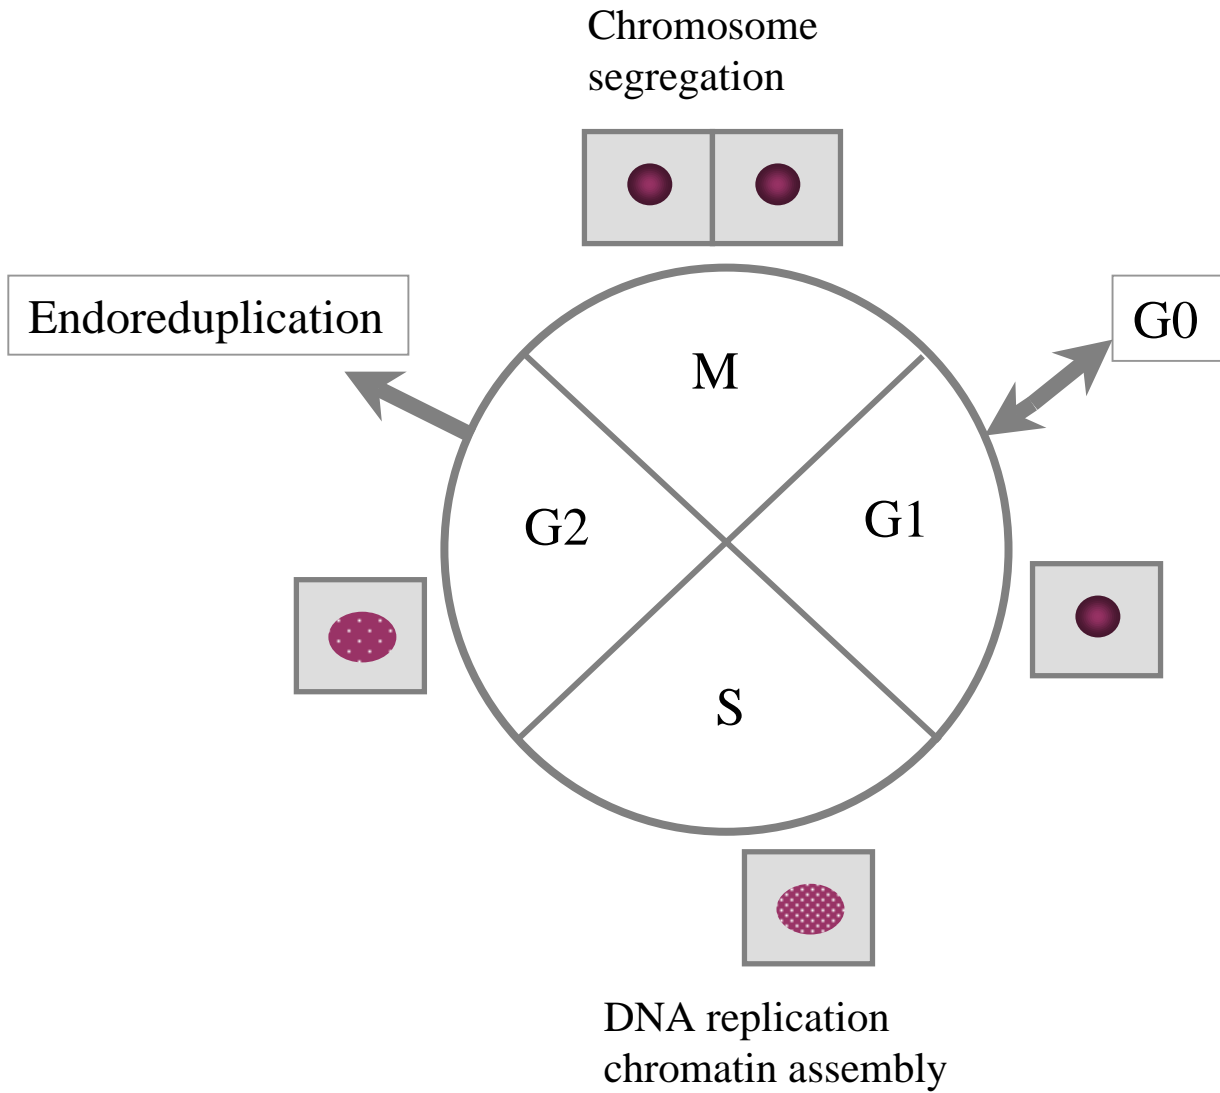 Chromosome
segregation
Endoreduplication
G0
M
G2
G1
S
DNA replication
chromatin assembly